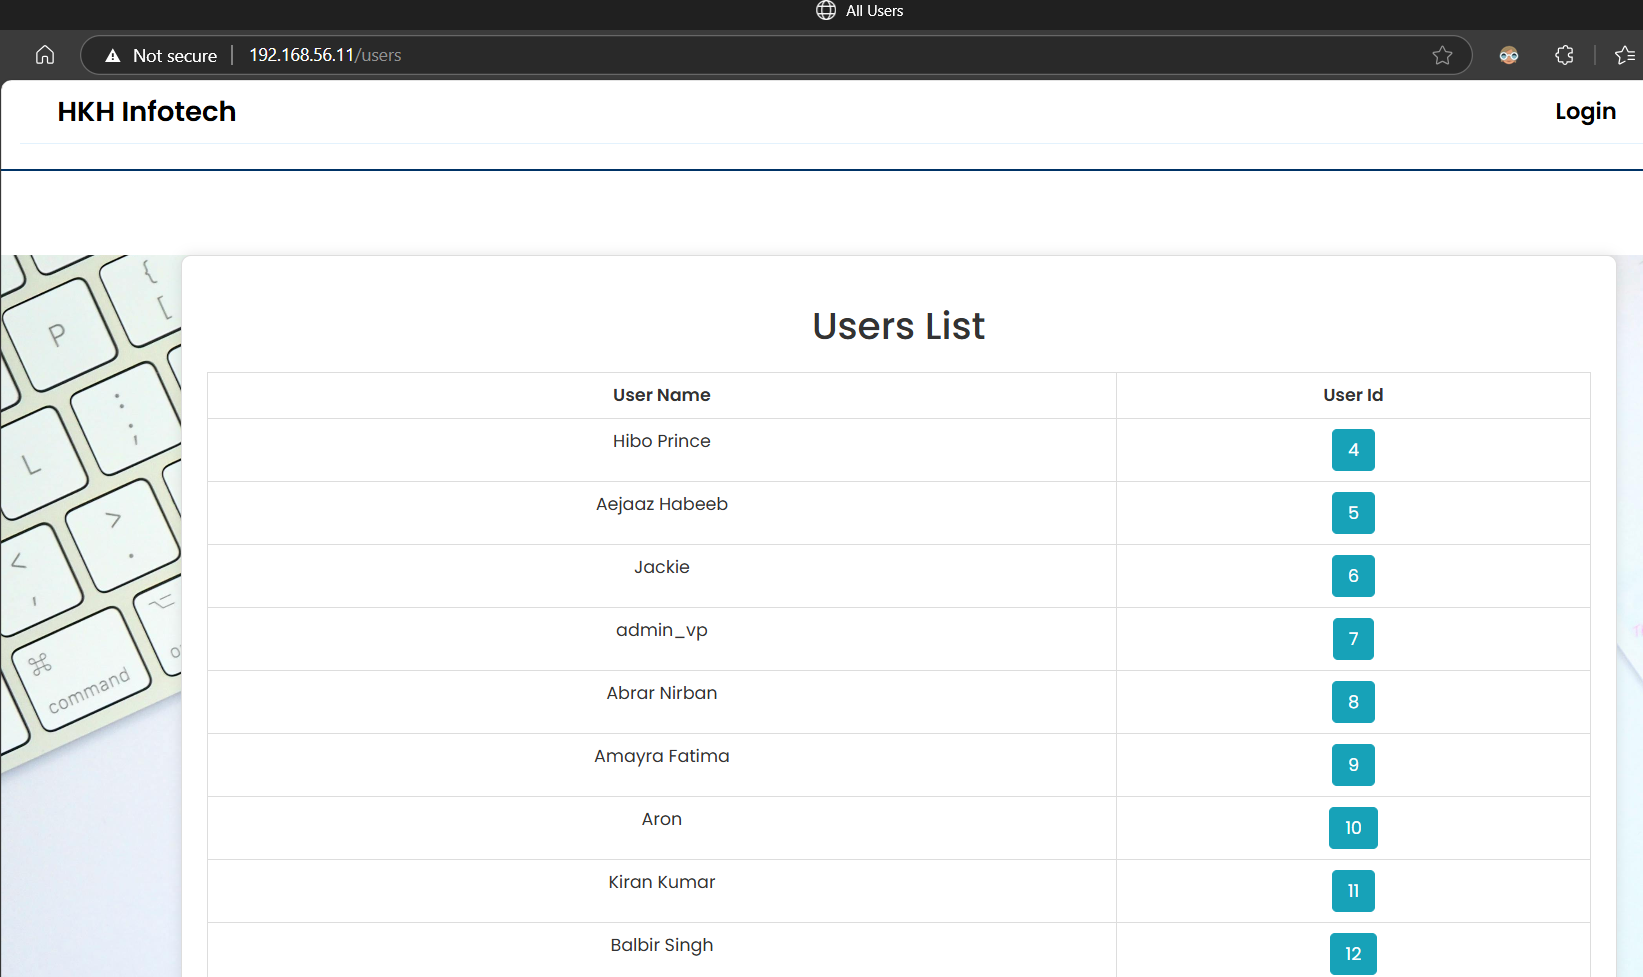 All Users
Not secure
192.168.56.11/users
HKH Infotech
Login
Users List
User Name User Id
Hibo Prince 4
Aejaaz Habeeb 5
Jackie 6
admin_vp 7
Abrar Nirban 8
Amayra Fatima 9
Aron 10
Kiran Kumar 11
Balbir Singh 12
{
[
P
:
;
L
>
.
<
,
⌘
command
⌥